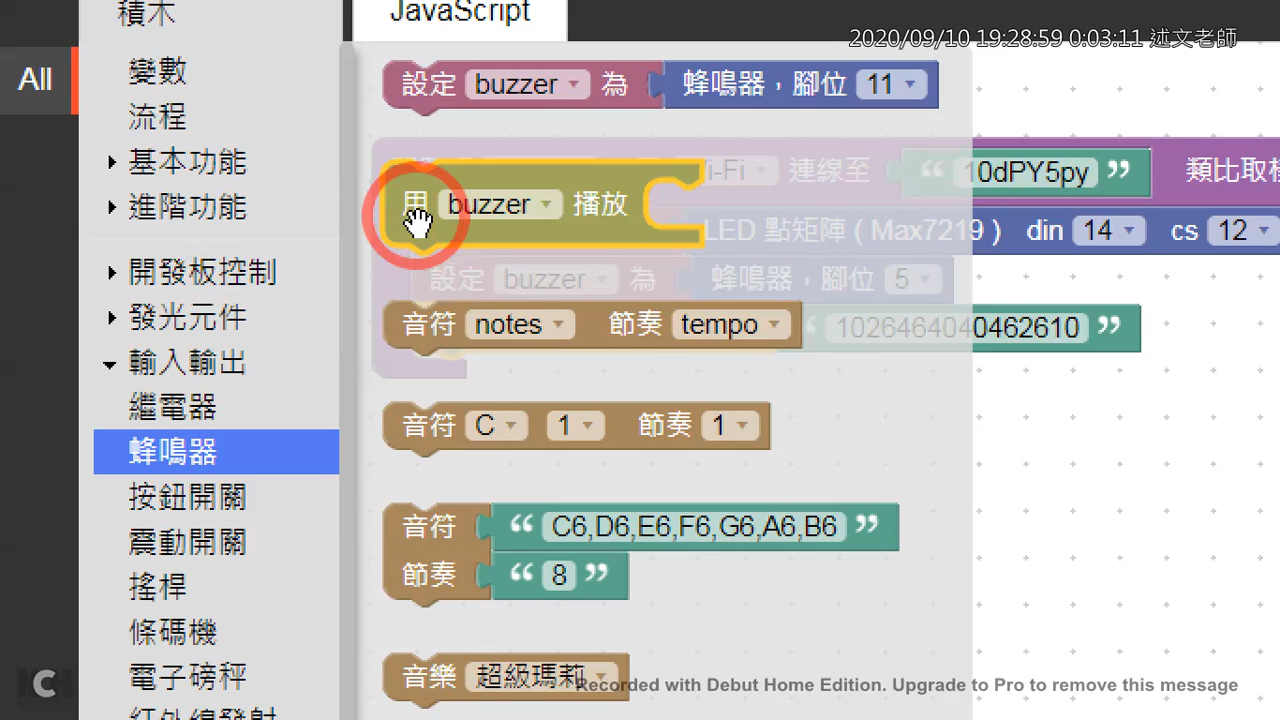 積木
JavaScript
2020/09/10 19:28:59 0:03:11 述文老師
All
變數
流程
基本功能
進階功能
開發板控制
發光元件
輸入輸出
繼電器
蜂鳴器
按鈕開關
震動開關
搖桿
條碼機
電子磅秤
紅外線發射
設定 buzzer 為 蜂鳴器,腳位 11
i-Fi 連線至 “ 10dPY5py ” 類比取樣
用 buzzer 播放
LED 點矩陣 ( Max7219 ) din 14 cs 12
設定 buzzer 為 蜂鳴器,腳位 5
音符 notes 節奏 tempo “ 1026464040462610 ”
音符 C 1 節奏 1
音符 “ C6,D6,E6,F6,G6,A6,B6 ”
節奏 “ 8 ”
音樂 超級瑪莉
Recorded with Debut Home Edition. Upgrade to Pro to remove this message